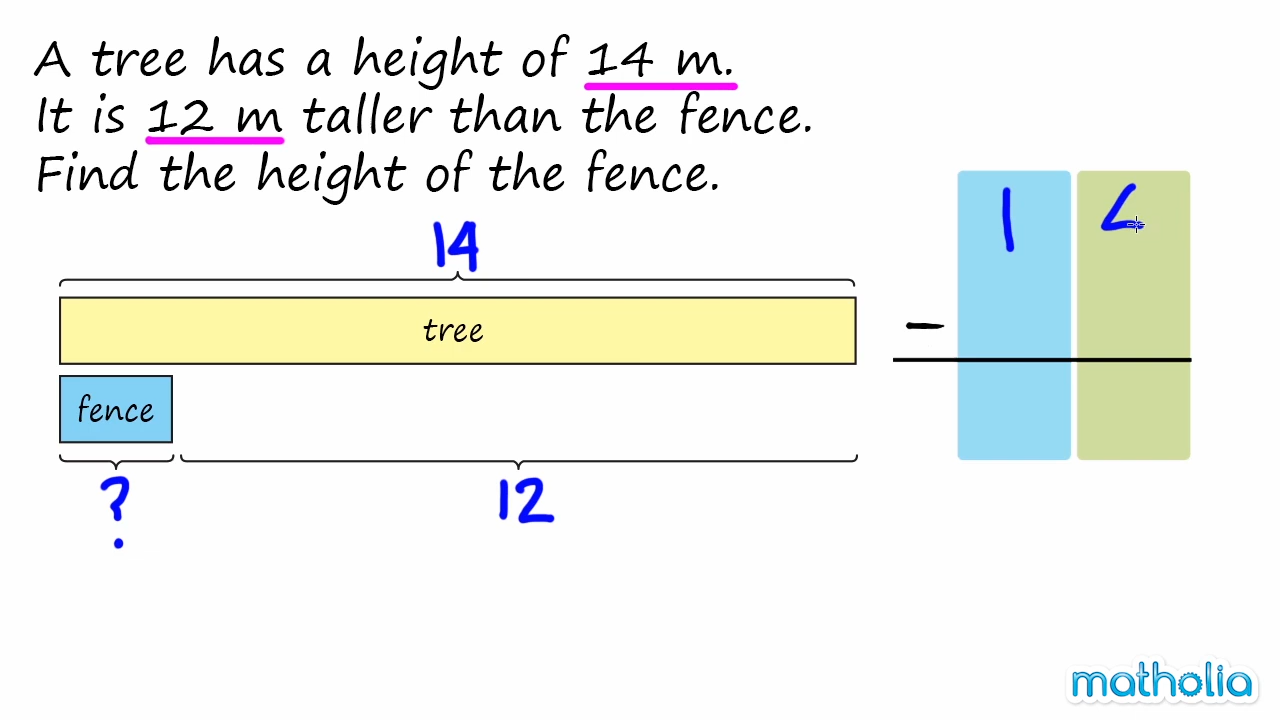 A tree has a height of 14 m.
It is 12 m taller than the fence.
Find the height of the fence.
14
tree
fence
?
12
1
−
matholia